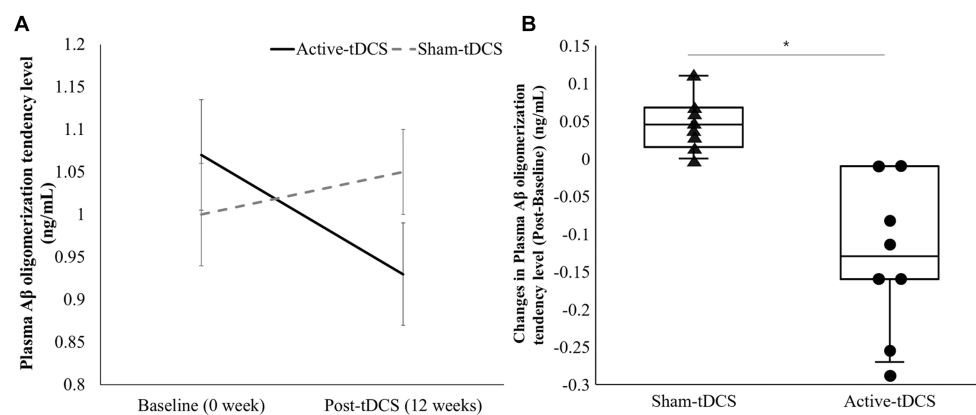 A
Plasma Aβ oligomerization tendency level
(ng/mL)
1.2
1.15
1.1
1.05
1
0.95
0.9
0.85
0.8
Active-tDCS Sham-tDCS
Baseline (0 week) Post-tDCS (12 weeks)
B
Changes in Plasma Aβ oligomerization
tendency level (Post-Baseline) (ng/mL)
0.15
0.1
0.05
0
-0.05
-0.1
-0.15
-0.2
-0.25
-0.3
*
Sham-tDCS Active-tDCS